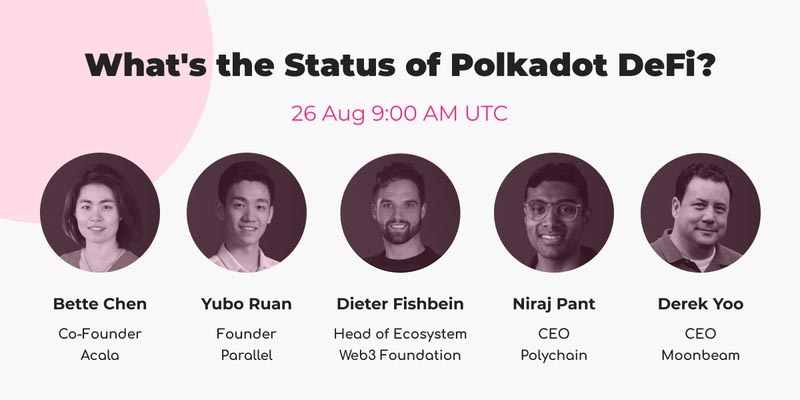 What's the Status of Polkadot DeFi?
26 Aug 9:00 AM UTC
Bette Chen
Co-Founder
Acala
Yubo Ruan
Founder
Parallel
Dieter Fishbein
Head of Ecosystem
Web3 Foundation
Niraj Pant
CEO
Polychain
Derek Yoo
CEO
Moonbeam